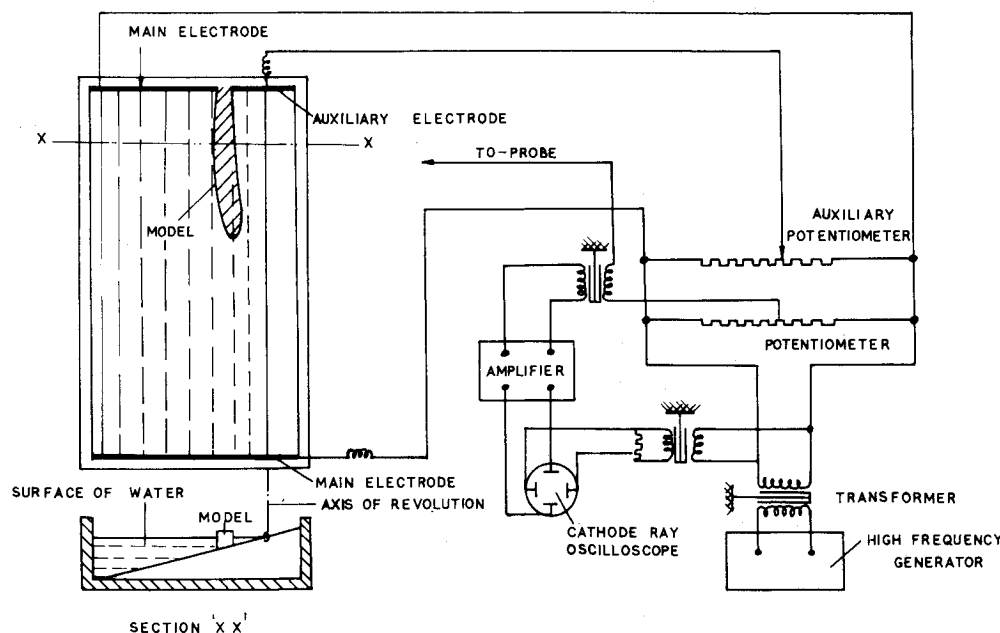 MAIN ELECTRODE
AUXILIARY ELECTRODE
X
X
TO-PROBE
MODEL
AUXILIARY
POTENTIOMETER
POTENTIOMETER
AMPLIFIER
MAIN ELECTRODE
SURFACE OF WATER
AXIS OF REVOLUTION
MODEL
CATHODE RAY
OSCILLOSCOPE
TRANSFORMER
HIGH FREQUENCY
GENERATOR
SECTION 'X X'